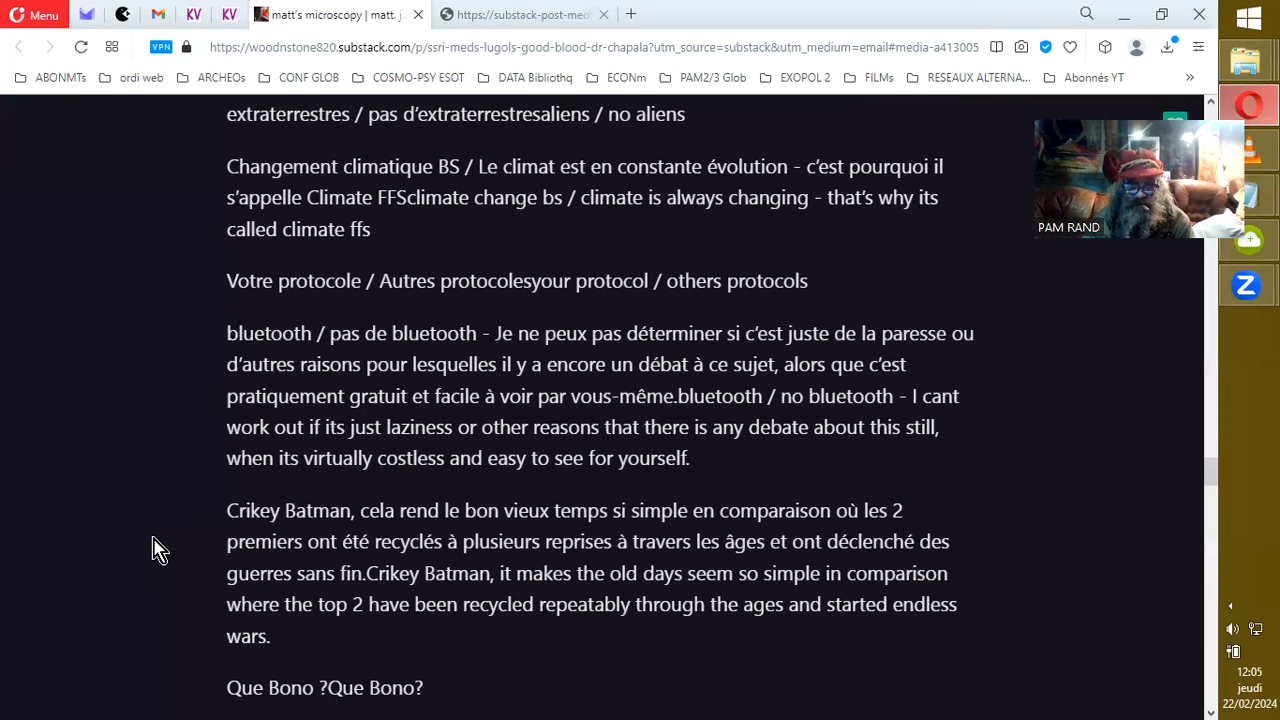 Menu
matt's microscopy | matt. j
https://substack-post-med
VPN
https://woodnstone820.substack.com/p/ssri-meds-lugols-good-blood-dr-chapala?utm_source=substack&utm_medium=email#media-a413005
ABONMTs
ordi web
ARCHEOs
CONF GLOB
COSMO-PSY ESOT
DATA Biblinthq
ECONm
PAM2/3 Glob
EXOPOL 2
FILMs
RESEAUX ALTERNA...
Abonnés YT
extraterrestres / pas d'extraterrestresaliens / no aliens
Changement climatique BS / Le climat est en constante évolution - c'est pourquoi il
s'appelle Climate FFSclimate change bs / climate is always changing - that's why its
called climate ffs
PAM RAND
Votre protocole / Autres protocolesyour protocol / others protocols
bluetooth / pas de bluetooth - Je ne peux pas déterminer si c'est juste de la paresse ou
d'autres raisons pour lesquelles il y a encore un débat à ce sujet, alors que c'est
pratiquement gratuit et facile à voir par vous-même.bluetooth / no bluetooth - I cant
work out if its just laziness or other reasons that there is any debate about this still,
when its virtually costless and easy to see for yourself.
Crikey Batman, cela rend le bon vieux temps si simple en comparaison où les 2
premiers ont été recyclés à plusieurs reprises à travers les âges et ont déclenché des
guerres sans fin.Crikey Batman, it makes the old days seem so simple in comparison
where the top 2 have been recycled repeatably through the ages and started endless
wars.
Que Bono ?Que Bono?
12:05
jeudi
22/02/2024